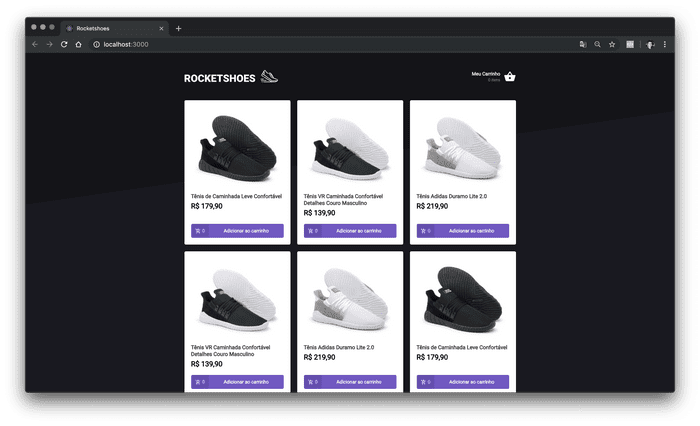 Rocketshoes
localhost:3000
ROCKETSHOES
Meu Carrinho
0 itens
Tênis de Caminhada Leve Confortável
R$ 179,90
0 Adicionar ao carrinho
Tênis VR Caminhada Confortável
Detalhes Couro Masculino
R$ 139,90
0 Adicionar ao carrinho
Tênis Adidas Duramo Lite 2.0
R$ 219,90
0 Adicionar ao carrinho
Tênis VR Caminhada Confortável
Detalhes Couro Masculino
R$ 139,90
0 Adicionar ao carrinho
Tênis Adidas Duramo Lite 2.0
R$ 219,90
0 Adicionar ao carrinho
Tênis de Caminhada Leve Confortável
R$ 179,90
0 Adicionar ao carrinho